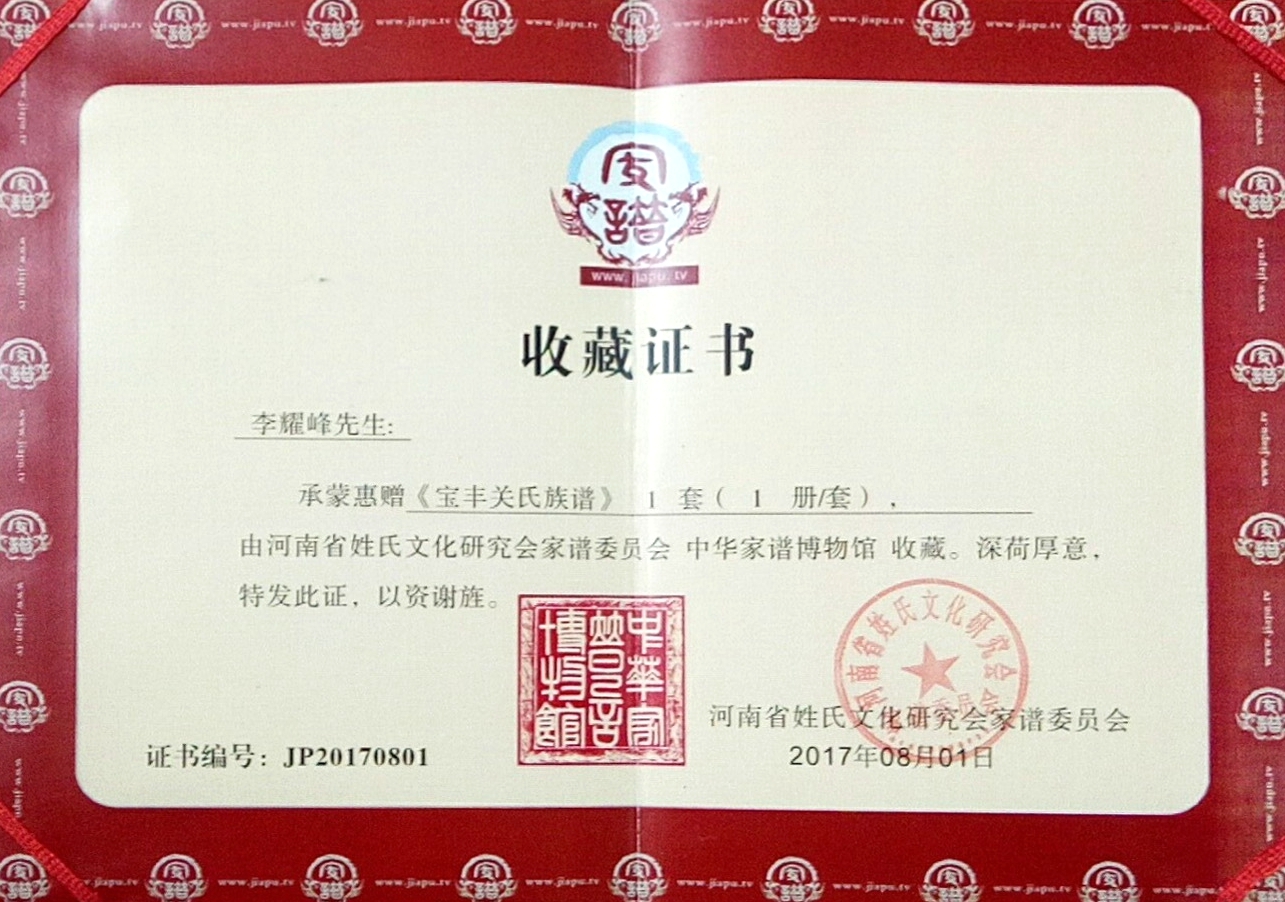 家譜
www.jiapu.tv
收藏证书
李耀峰先生:
承蒙惠赠《宝丰关氏族谱》 1 套（ 1 册/套），
由河南省姓氏文化研究会家谱委员会 中华家谱博物馆 收藏。深荷厚意，
特发此证，以资谢旌。
中華家譜博物館
河南省姓氏文化研究会
河南省姓氏文化研究会家谱委员会
2017年08月01日
证书编号：JP20170801